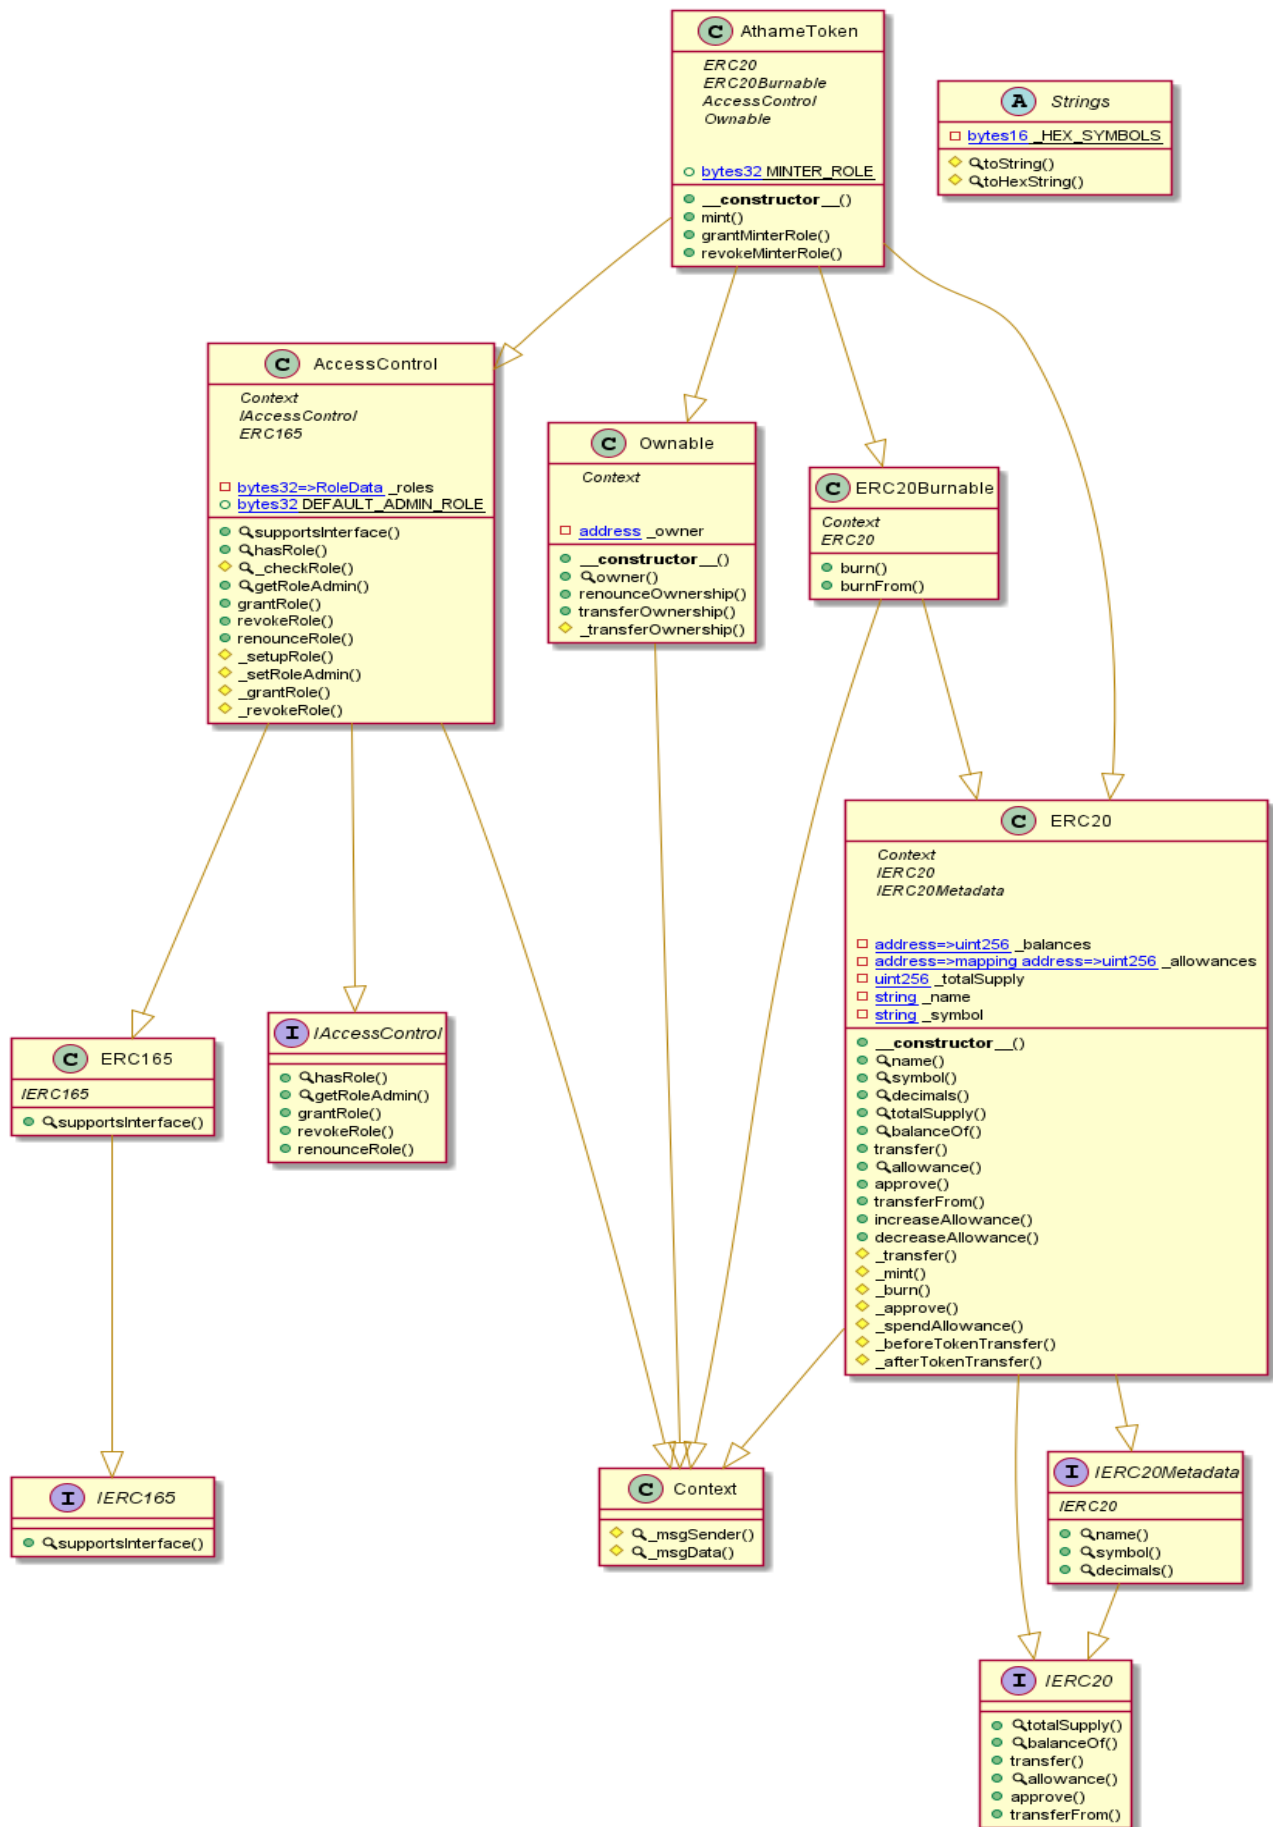 C AthameToken
ERC20
ERC20Burnable
AccessControl
Ownable
bytes32 MINTER_ROLE
__constructor__()
mint()
grantMinterRole()
revokeMinterRole()
A Strings
bytes16 _HEX_SYMBOLS
toString()
toHexString()
C AccessControl
Context
IAccessControl
ERC165
bytes32=>RoleData _roles
bytes32 DEFAULT_ADMIN_ROLE
supportsInterface()
hasRole()
_checkRole()
getRoleAdmin()
grantRole()
revokeRole()
renounceRole()
_setupRole()
_setRoleAdmin()
_grantRole()
_revokeRole()
C Ownable
Context
address _owner
__constructor__()
owner()
renounceOwnership()
transferOwnership()
_transferOwnership()
C ERC20Burnable
Context
ERC20
burn()
burnFrom()
C ERC20
Context
IERC20
IERC20Metadata
address=>uint256 _balances
address=>mapping address=>uint256 _allowances
uint256 _totalSupply
string _name
string _symbol
__constructor__()
name()
symbol()
decimals()
totalSupply()
balanceOf()
transfer()
allowance()
approve()
transferFrom()
increaseAllowance()
decreaseAllowance()
_transfer()
_mint()
_burn()
_approve()
_spendAllowance()
_beforeTokenTransfer()
_afterTokenTransfer()
C ERC165
IERC165
supportsInterface()
I IAccessControl
hasRole()
getRoleAdmin()
grantRole()
revokeRole()
renounceRole()
I IERC165
supportsInterface()
C Context
_msgSender()
_msgData()
I IERC20Metadata
IERC20
name()
symbol()
decimals()
I IERC20
totalSupply()
balanceOf()
transfer()
allowance()
approve()
transferFrom()